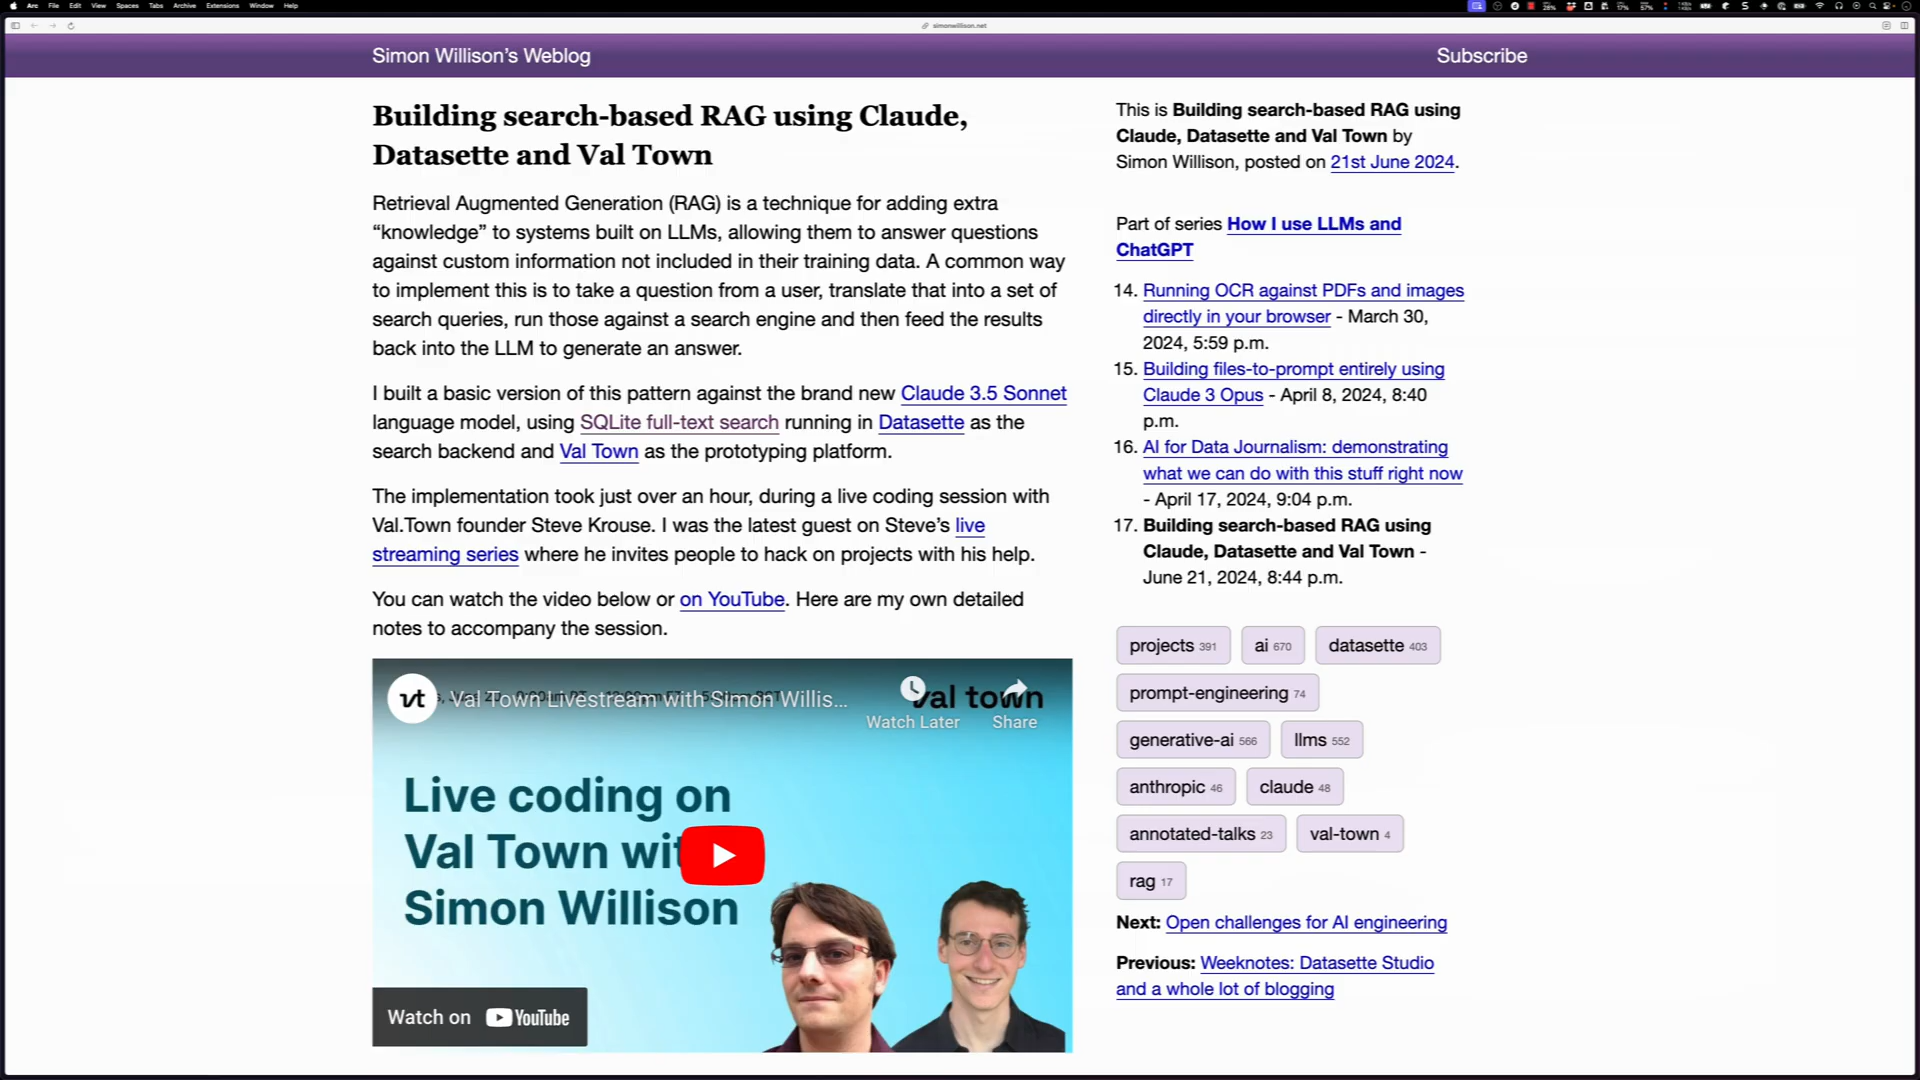 Arc File Edit View Spaces Tabs Archive Extensions Window Help
simonwillison.net
Simon Willison’s Weblog
Subscribe
Building search-based RAG using Claude,
Datasette and Val Town
Retrieval Augmented Generation (RAG) is a technique for adding extra
“knowledge” to systems built on LLMs, allowing them to answer questions
against custom information not included in their training data. A common way
to implement this is to take a question from a user, translate that into a set of
search queries, run those against a search engine and then feed the results
back into the LLM to generate an answer.
I built a basic version of this pattern against the brand new Claude 3.5 Sonnet
language model, using SQLite full-text search running in Datasette as the
search backend and Val Town as the prototyping platform.
The implementation took just over an hour, during a live coding session with
Val.Town founder Steve Krouse. I was the latest guest on Steve’s live
streaming series where he invites people to hack on projects with his help.
You can watch the video below or on YouTube. Here are my own detailed
notes to accompany the session.
vt
Val Town Livestream with Simon Willis...
val town
Watch Later
Share
Live coding on
Val Town wit
Simon Willison
Watch on YouTube
This is Building search-based RAG using
Claude, Datasette and Val Town by
Simon Willison, posted on 21st June 2024.
Part of series How I use LLMs and
ChatGPT
14. Running OCR against PDFs and images
directly in your browser - March 30,
2024, 5:59 p.m.
15. Building files-to-prompt entirely using
Claude 3 Opus - April 8, 2024, 8:40
p.m.
16. AI for Data Journalism: demonstrating
what we can do with this stuff right now
- April 17, 2024, 9:04 p.m.
17. Building search-based RAG using
Claude, Datasette and Val Town -
June 21, 2024, 8:44 p.m.
projects 391 ai 670 datasette 403
prompt-engineering 74
generative-ai 566 llms 552
anthropic 46 claude 48
annotated-talks 23 val-town 4
rag 17
Next: Open challenges for AI engineering
Previous: Weeknotes: Datasette Studio
and a whole lot of blogging